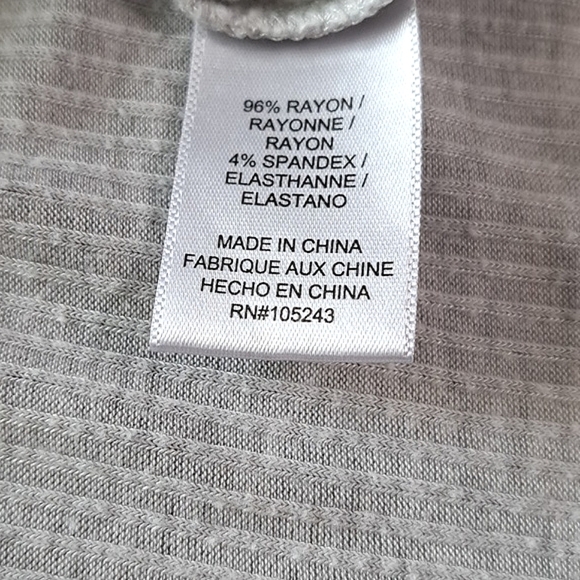 96% RAYON /
RAYONNE /
RAYON
4% SPANDEX /
ELASTHANNE /
ELASTANO
MADE IN CHINA
FABRIQUE AUX CHINE
HECHO EN CHINA
RN#105243